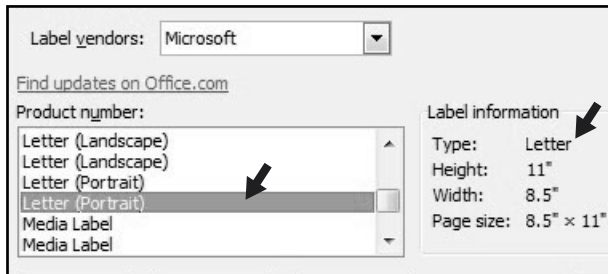 Label vendors: Microsoft
Find updates on Office.com
Product number:
Letter (Landscape)
Letter (Landscape)
Letter (Portrait)
Letter (Portrait)
Media Label
Media Label
Label information
Type: Letter
Height: 11"
Width: 8.5"
Page size: 8.5" × 11"